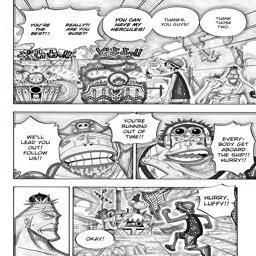 YOU'RE
THE
BEST!!
REALLY?!
ARE YOU
SURE?!
YOU CAN
HAVE MY
HERCULES!
THANKS,
YOU GUYS!
THANK
THOSE
TWO.
WE'LL
LEAD YOU
OUT!
FOLLOW
US!!
YOU'RE
RUNNING
OUT OF
TIME!!
EVERY-
BODY GET
ABOARD
THE SHIP!!
HURRY!!
OKAY!
HURRY,
LUFFY!!